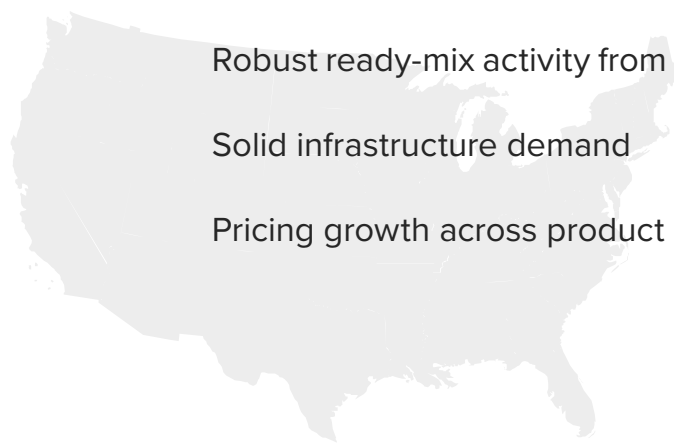 Robust ready-mix activity from
Solid infrastructure demand
Pricing growth across product